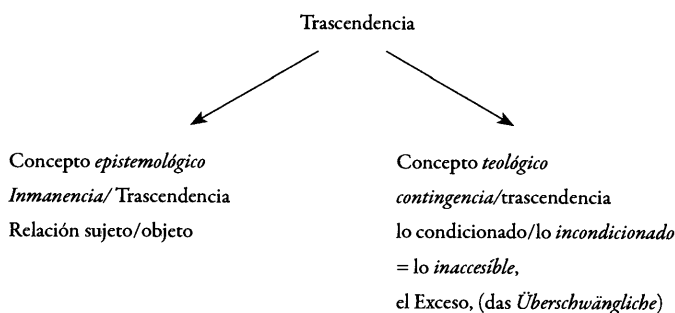 Trascendencia
Concepto epistemológico
Inmanencia/ Trascendencia
Relación sujeto/objeto
Concepto teológico
contingencia/trascendencia
lo condicionado/lo incondicionado
= lo inaccesible,
el Exceso, (das Überschwängliche)